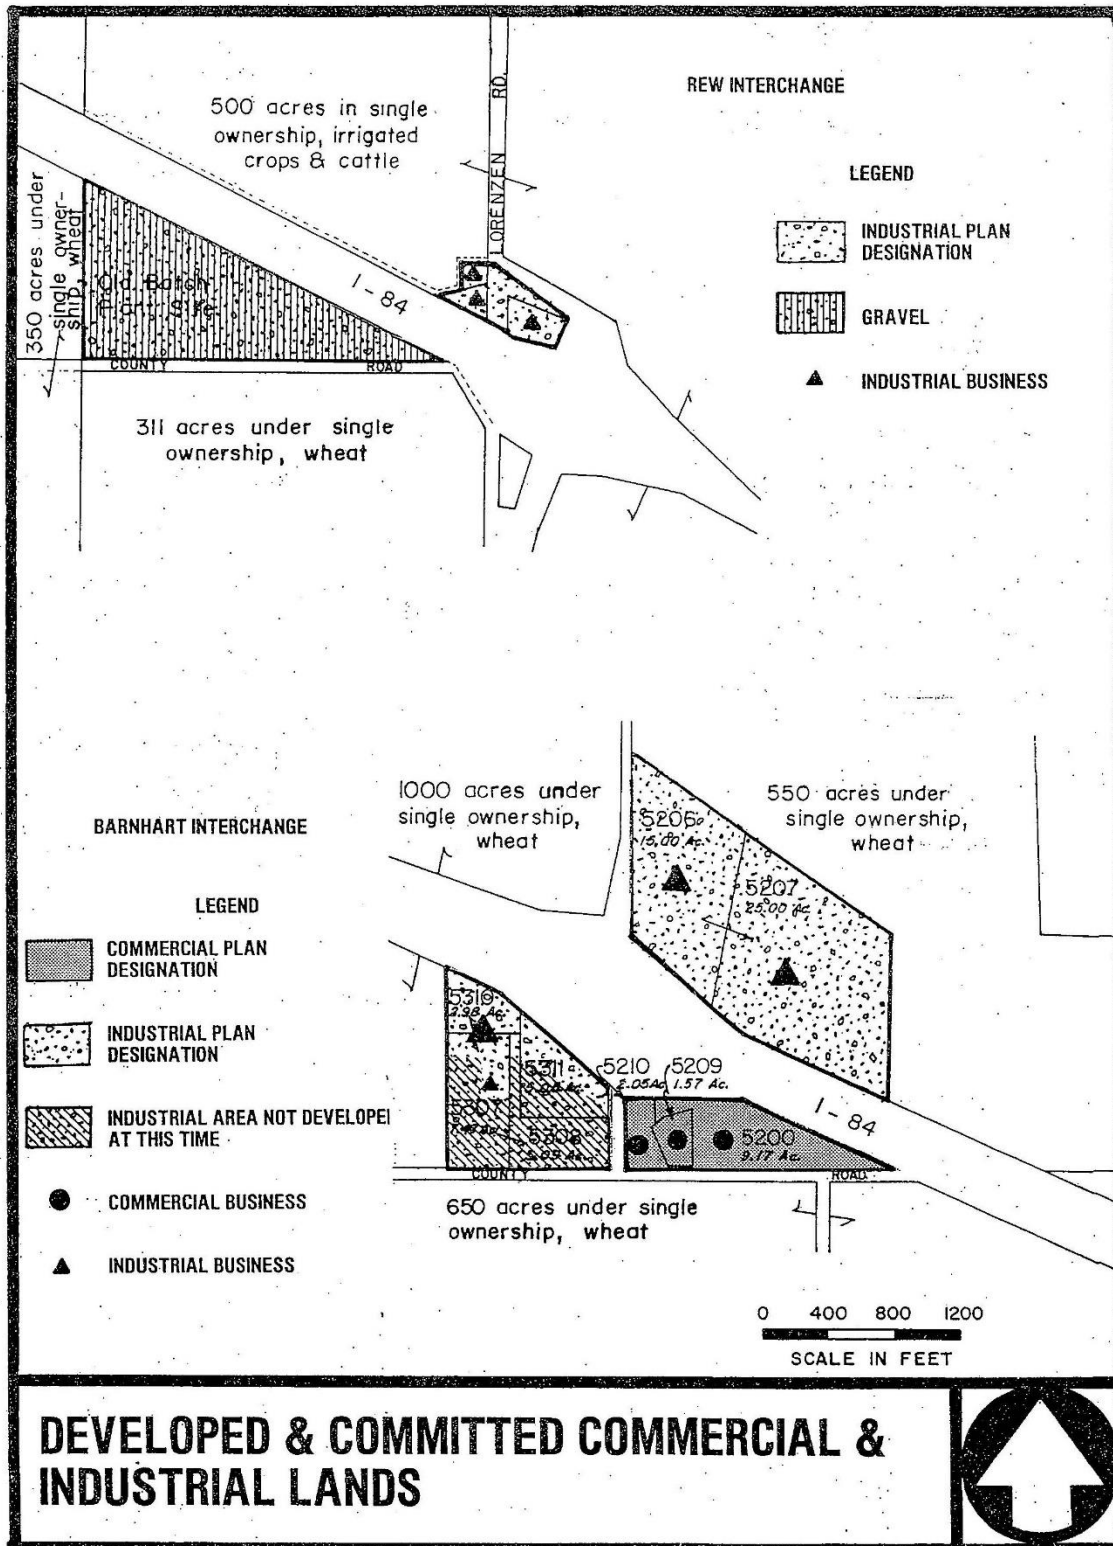 REW INTERCHANGE
500 acres in single
ownership, irrigated
crops & cattle
LORENZEN RD.
LEGEND
INDUSTRIAL PLAN
DESIGNATION
GRAVEL
INDUSTRIAL BUSINESS
350 acres under
single owner-
ship, wheat
Old Batch
I-84
COUNTY ROAD
311 acres under single
ownership, wheat
BARNHART INTERCHANGE
1000 acres under
single ownership,
wheat
550 acres under
single ownership,
wheat
5206
15.00 Ac.
5207
25.00 Ac.
LEGEND
COMMERCIAL PLAN
DESIGNATION
INDUSTRIAL PLAN
DESIGNATION
INDUSTRIAL AREA NOT DEVELOPE
AT THIS TIME
COMMERCIAL BUSINESS
INDUSTRIAL BUSINESS
5310
5311
5210
2.05Ac.
5209
1.57 Ac.
5200
9.17 Ac.
I-84
COUNTY ROAD
650 acres under single
ownership, wheat
0 400 800 1200
SCALE IN FEET
DEVELOPED & COMMITTED COMMERCIAL &
INDUSTRIAL LANDS